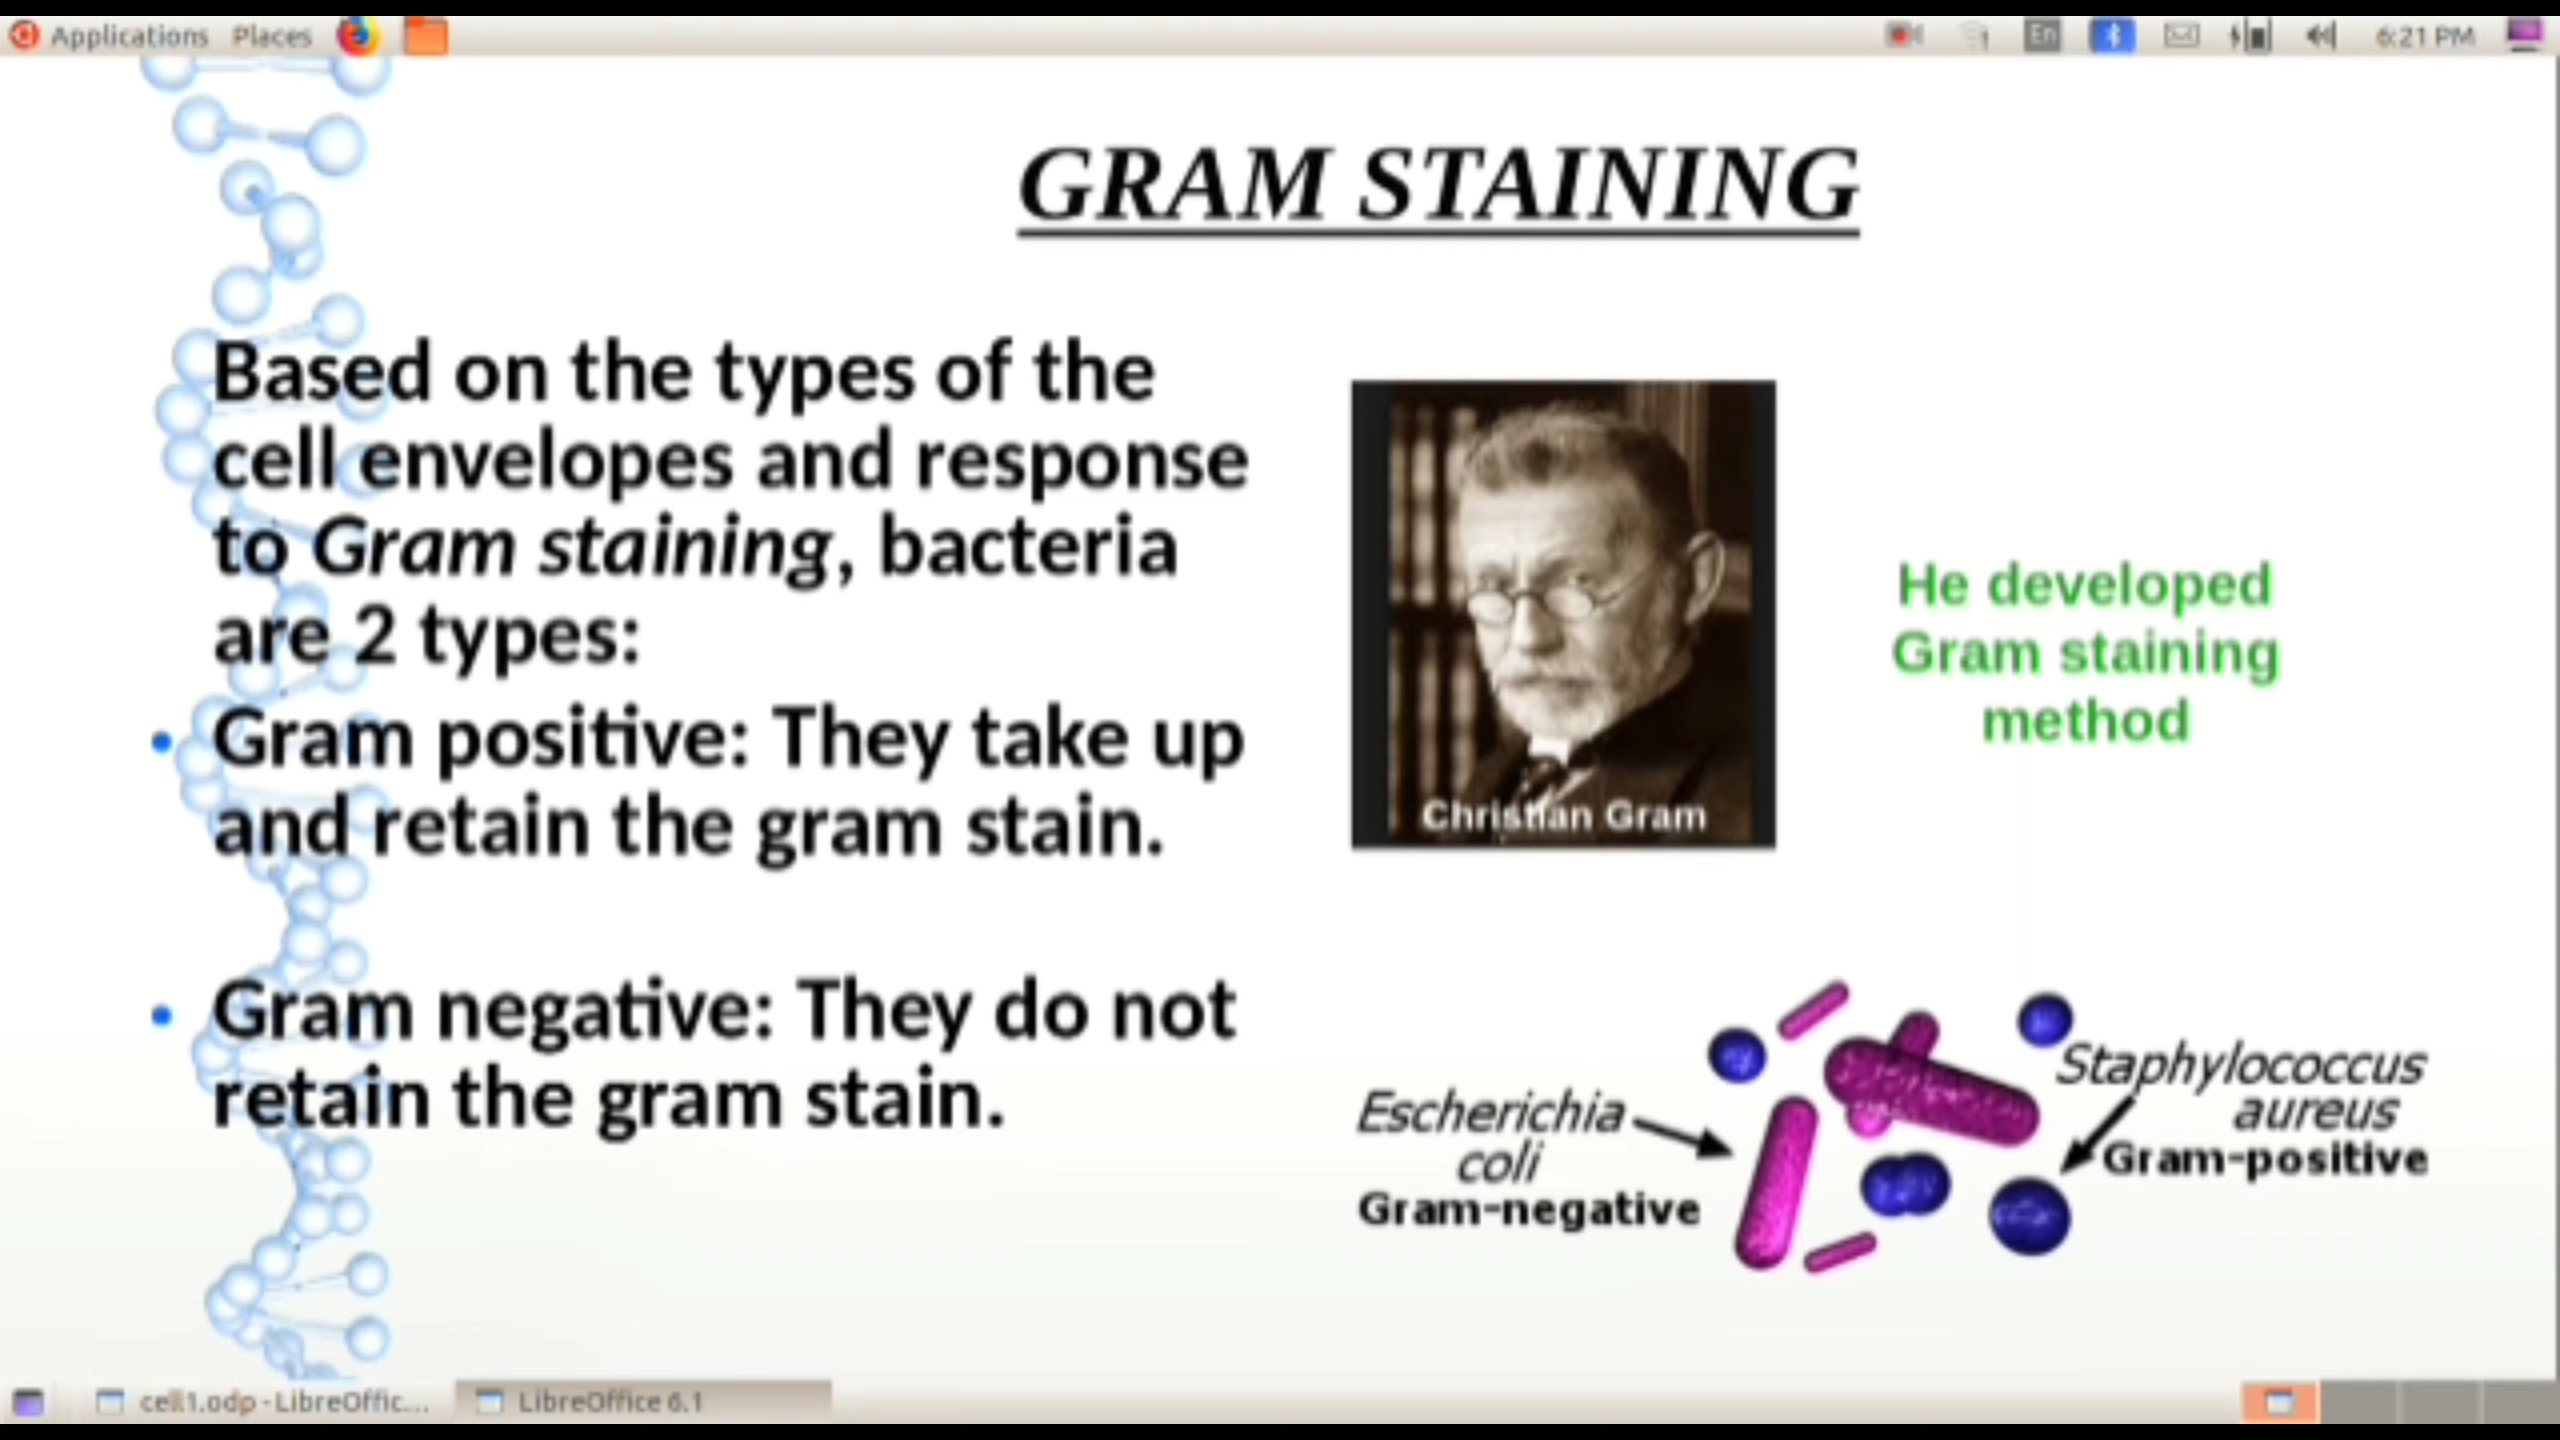 Applications Places
En
6:21 PM
GRAM STAINING
Based on the types of the
cell envelopes and response
to Gram staining, bacteria
are 2 types:
• Gram positive: They take up
and retain the gram stain.
• Gram negative: They do not
retain the gram stain.
Christian Gram
He developed
Gram staining
method
Escherichia
coli
Gram-negative
Staphylococcus
aureus
Gram-positive
cell1.odp - LibreOffic...
LibreOffice 6.1